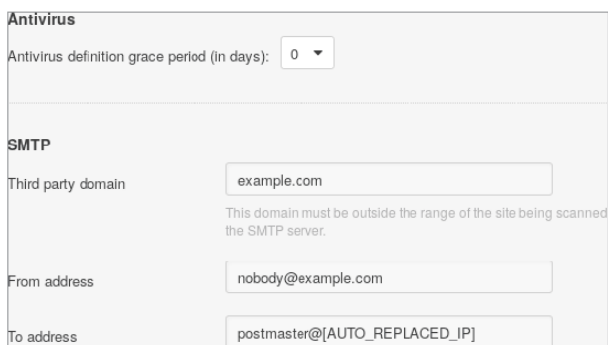 Antivirus
Antivirus definition grace period (in days): 0
SMTP
Third party domain example.com
This domain must be outside the range of the site being scanned
the SMTP server.
From address nobody@example.com
To address postmaster@[AUTO_REPLACED_IP]